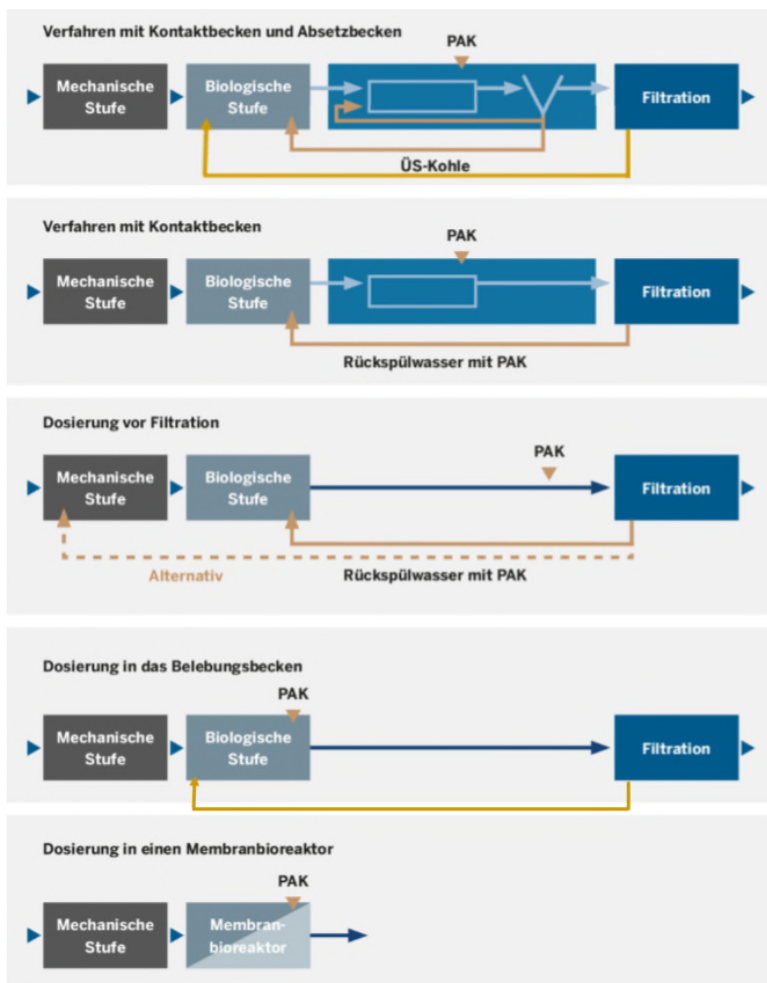 Verfahren mit Kontaktbecken und Absetzbecken
PAK
Mechanische
Stufe
Biologische
Stufe
Filtration
ÜS-Kohle
Verfahren mit Kontaktbecken
PAK
Mechanische
Stufe
Biologische
Stufe
Filtration
Rückspülwasser mit PAK
Dosierung vor Filtration
PAK
Mechanische
Stufe
Biologische
Stufe
Filtration
Alternativ
Rückspülwasser mit PAK
Dosierung in das Belebungsbecken
PAK
Mechanische
Stufe
Biologische
Stufe
Filtration
Dosierung in einen Membranbioreaktor
PAK
Mechanische
Stufe
Membran-
bioreaktor